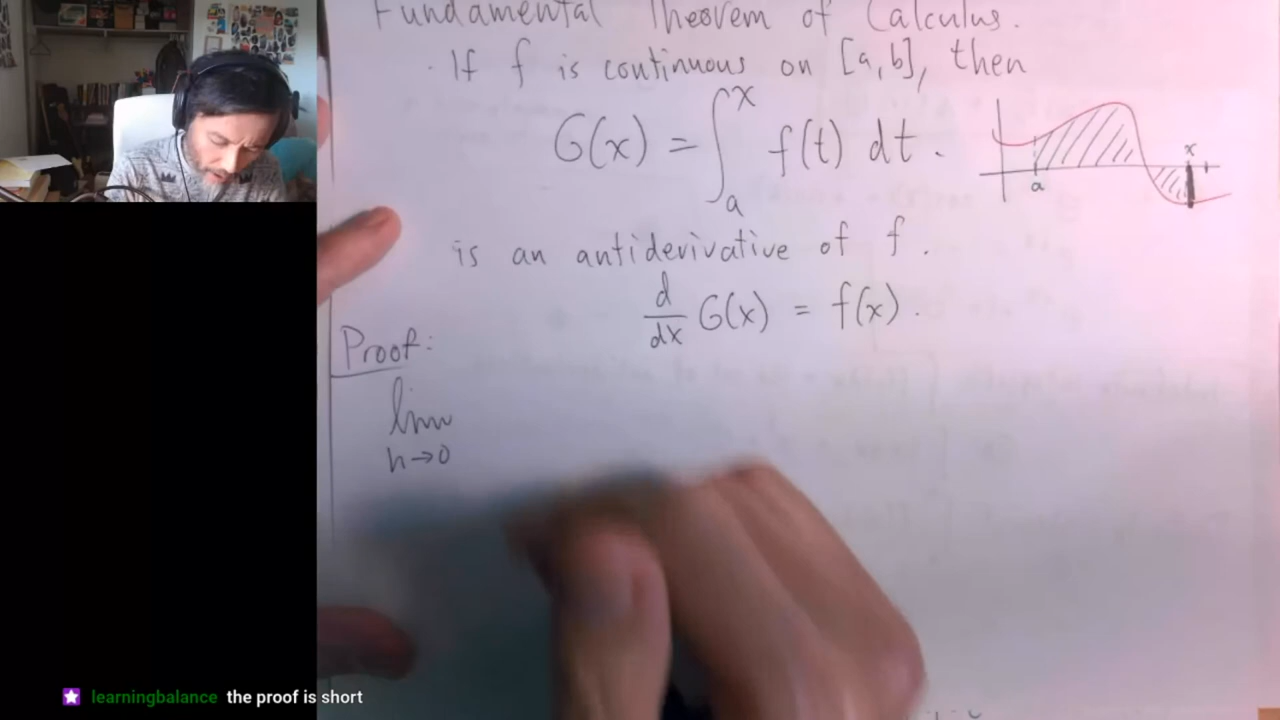 Fundamental Theorem of Calculus.
· If f is continuous on [a,b], then
G(x) = ∫ₐˣ f(t) dt.
x
a
is an antiderivative of f.
d/dx G(x) = f(x).
Proof:
lim
h→0
learningbalance the proof is short